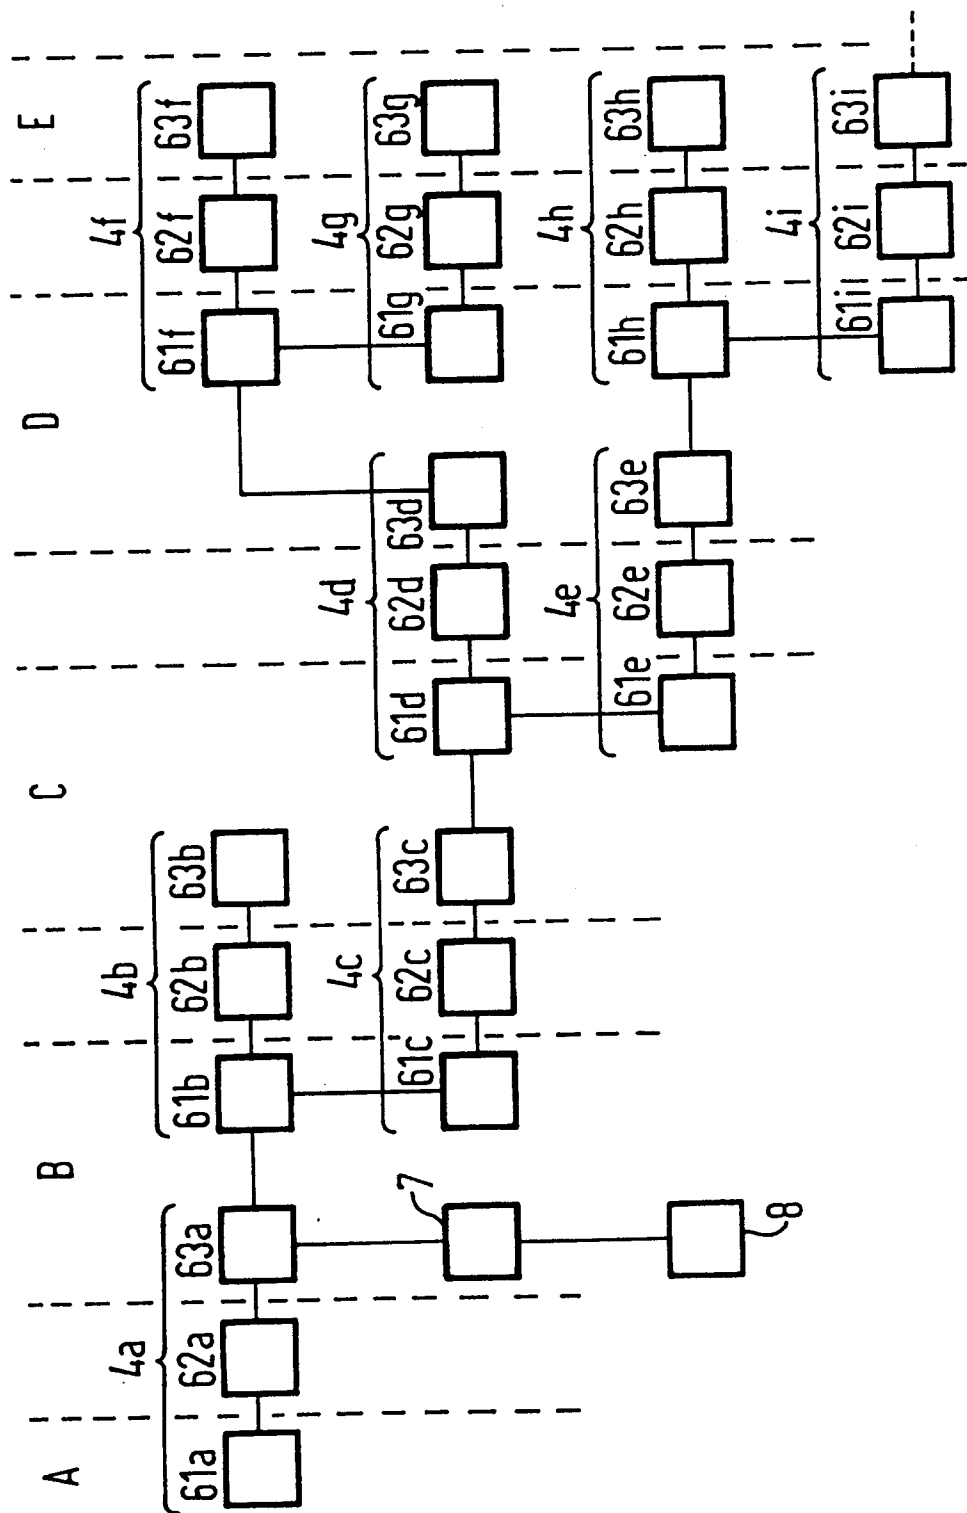 A B C D E
4a 4b 4f
61a 62a 63a 61b 62b 63b 61f 62f 63f
4c 4d 4g
61c 62c 63c 61d 62d 63d 61g 62g 63g
7
4e 4h
61e 62e 63e 61h 62h 63h
8
4i
61i 62i 63i